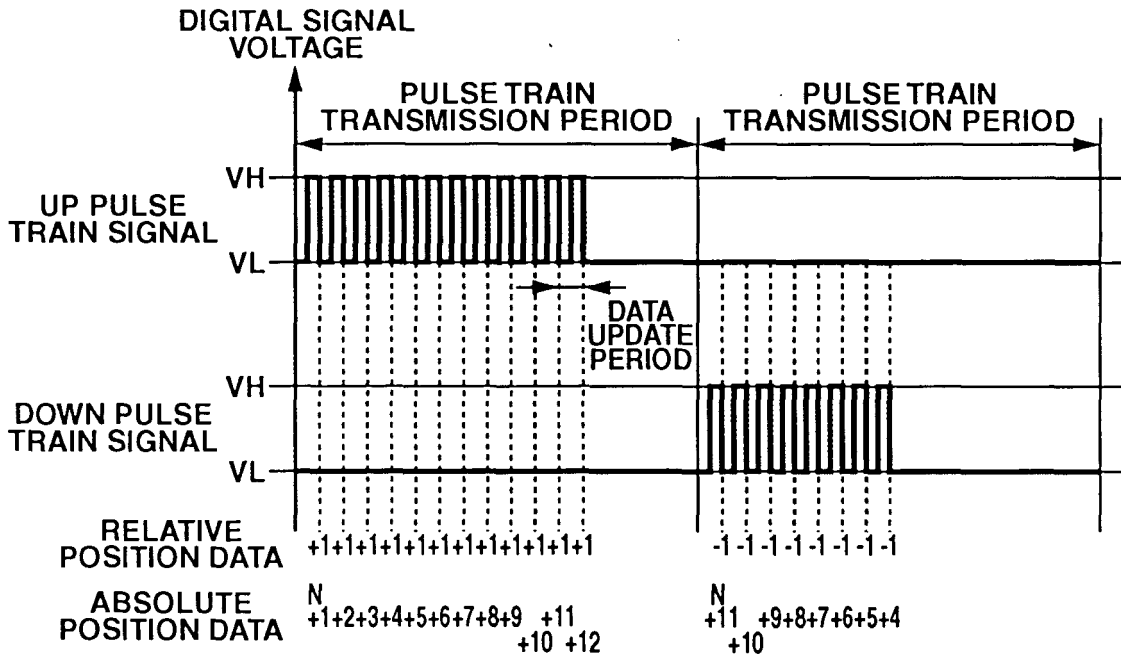 DIGITAL SIGNAL
VOLTAGE
PULSE TRAIN
TRANSMISSION PERIOD
PULSE TRAIN
TRANSMISSION PERIOD
VH
UP PULSE
TRAIN SIGNAL
VL
DATA
UPDATE
PERIOD
VH
DOWN PULSE
TRAIN SIGNAL
VL
RELATIVE
POSITION DATA
+1+1+1+1+1+1+1+1+1+1+1+1
-1 -1 -1 -1 -1 -1 -1 -1
ABSOLUTE
POSITION DATA
N
+1+2+3+4+5+6+7+8+9 +11
+10 +12
N
+11 +9+8+7+6+5+4
+10